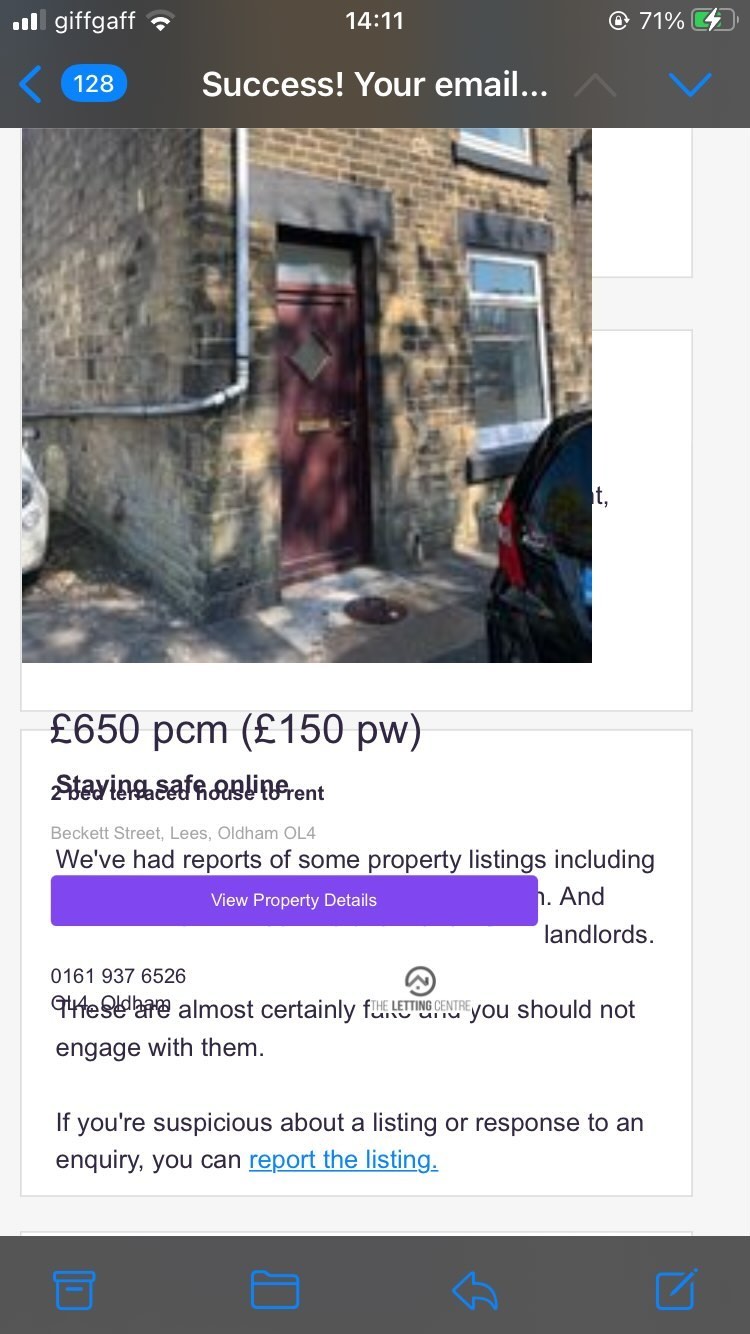 giffgaff
14:11
71%
128
Success! Your email...
t,
£650 pcm (£150 pw)
Staying safe online
2 bed terraced house to rent
Beckett Street, Lees, Oldham OL4
We've had reports of some property listings including
View Property Details
. And
landlords.
0161 937 6526
OL4, Oldham
THE LETTING CENTRE
These are almost certainly fake and you should not
engage with them.
If you're suspicious about a listing or response to an
enquiry, you can report the listing.